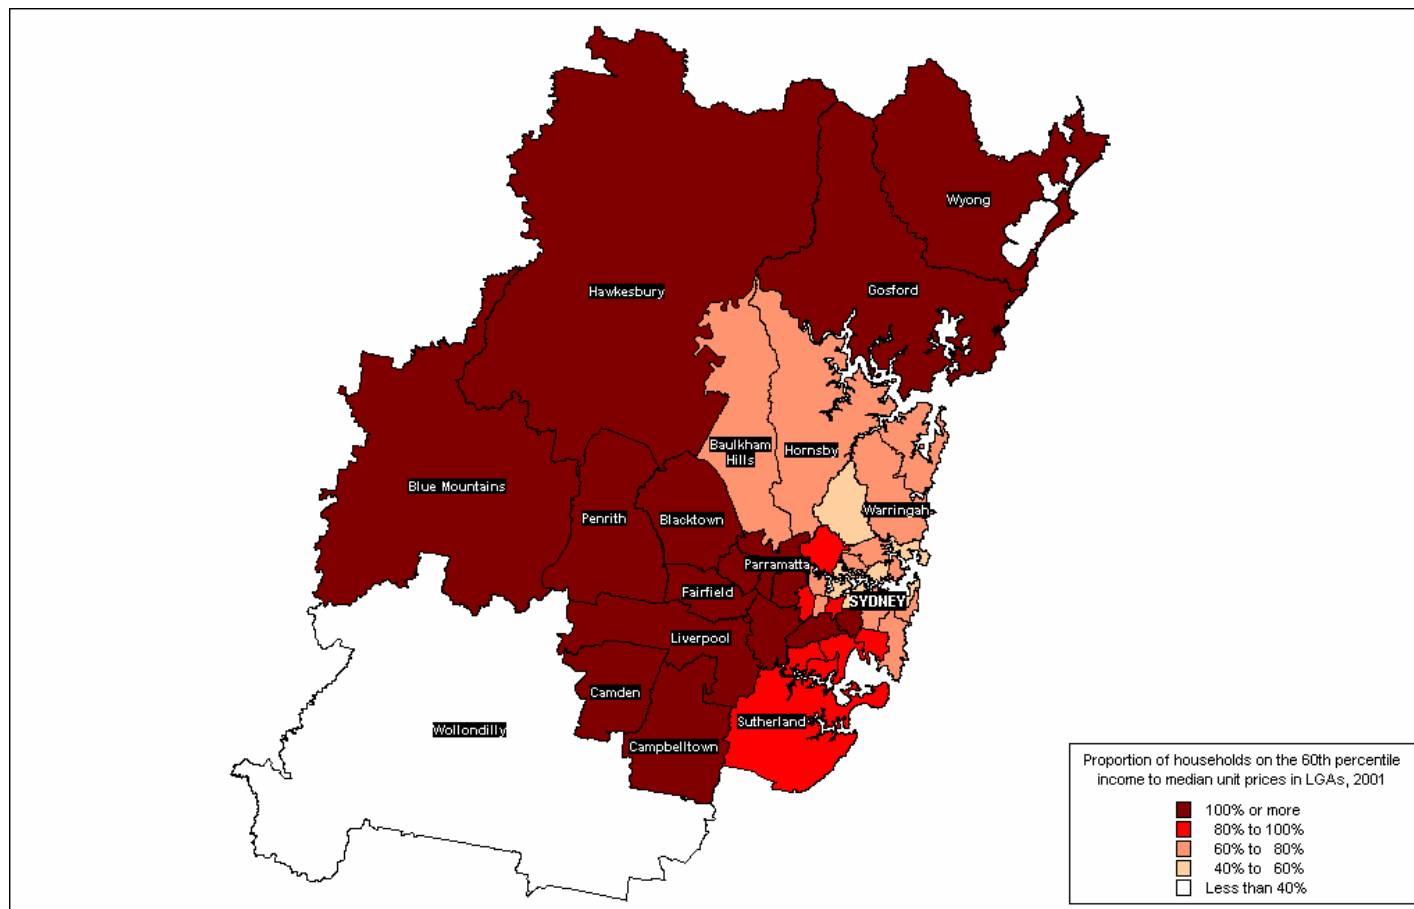 Wyong
Hawkesbury
Gosford
Baulkham
Hills
Hornsby
Blue Mountains
Penrith
Blacktown
Warringah
Parramatta
Fairfield
SYDNEY
Liverpool
Camden
Sutherland
Wollondilly
Campbelltown
Proportion of households on the 60th percentile
income to median unit prices in LGAs, 2001
100% or more
80% to 100%
60% to 80%
40% to 60%
Less than 40%